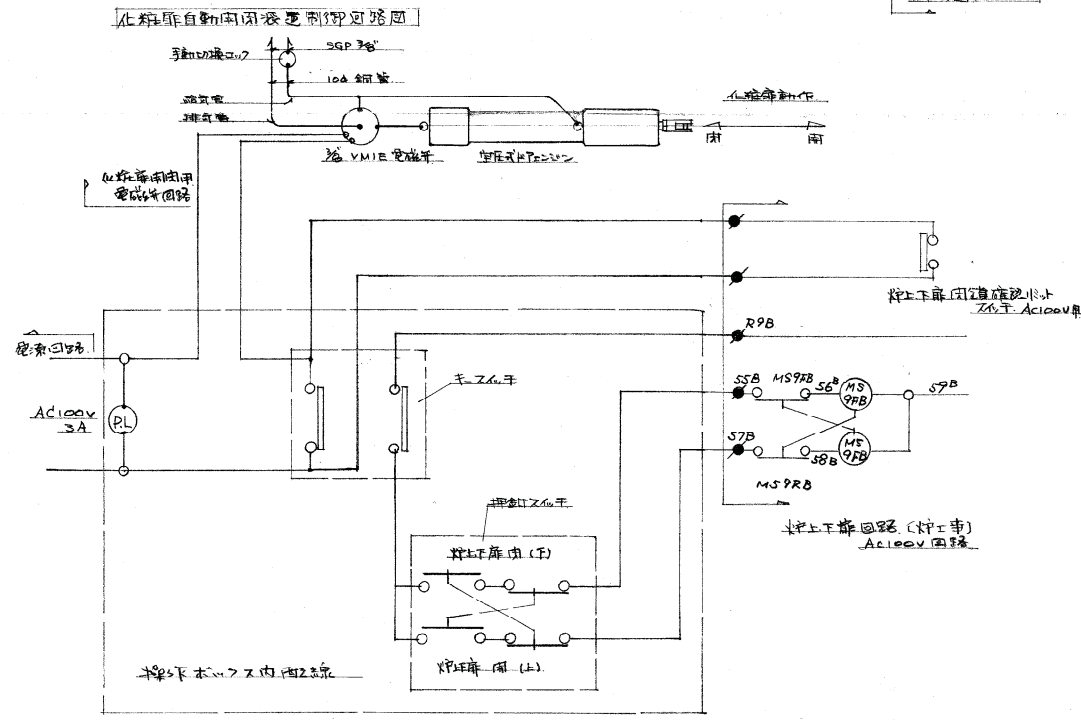 化粧扉自動開閉装置制御回路図
手動切換コック
SGP 3/8"
10φ 銅管
給気管
排気管
3/8" VM1E 電磁弁
空圧式ドアエンジン
化粧扉動作
閉
開
化粧扉開閉用
電磁弁回路
炉上下扉閉鎖確認リミット
スイッチ. AC100V用
電源回路
R9B
キースイッチ
AC100V
3A
P.L
55B
MS9FB
56B
MS
9FB
59B
57B
58B
MS
9FB
MS9RB
押釦スイッチ
炉上下扉回路 (炉工事)
AC100V回路
炉上下扉 閉 (下)
炉上下扉 開 (上)
操作ボックス内配線